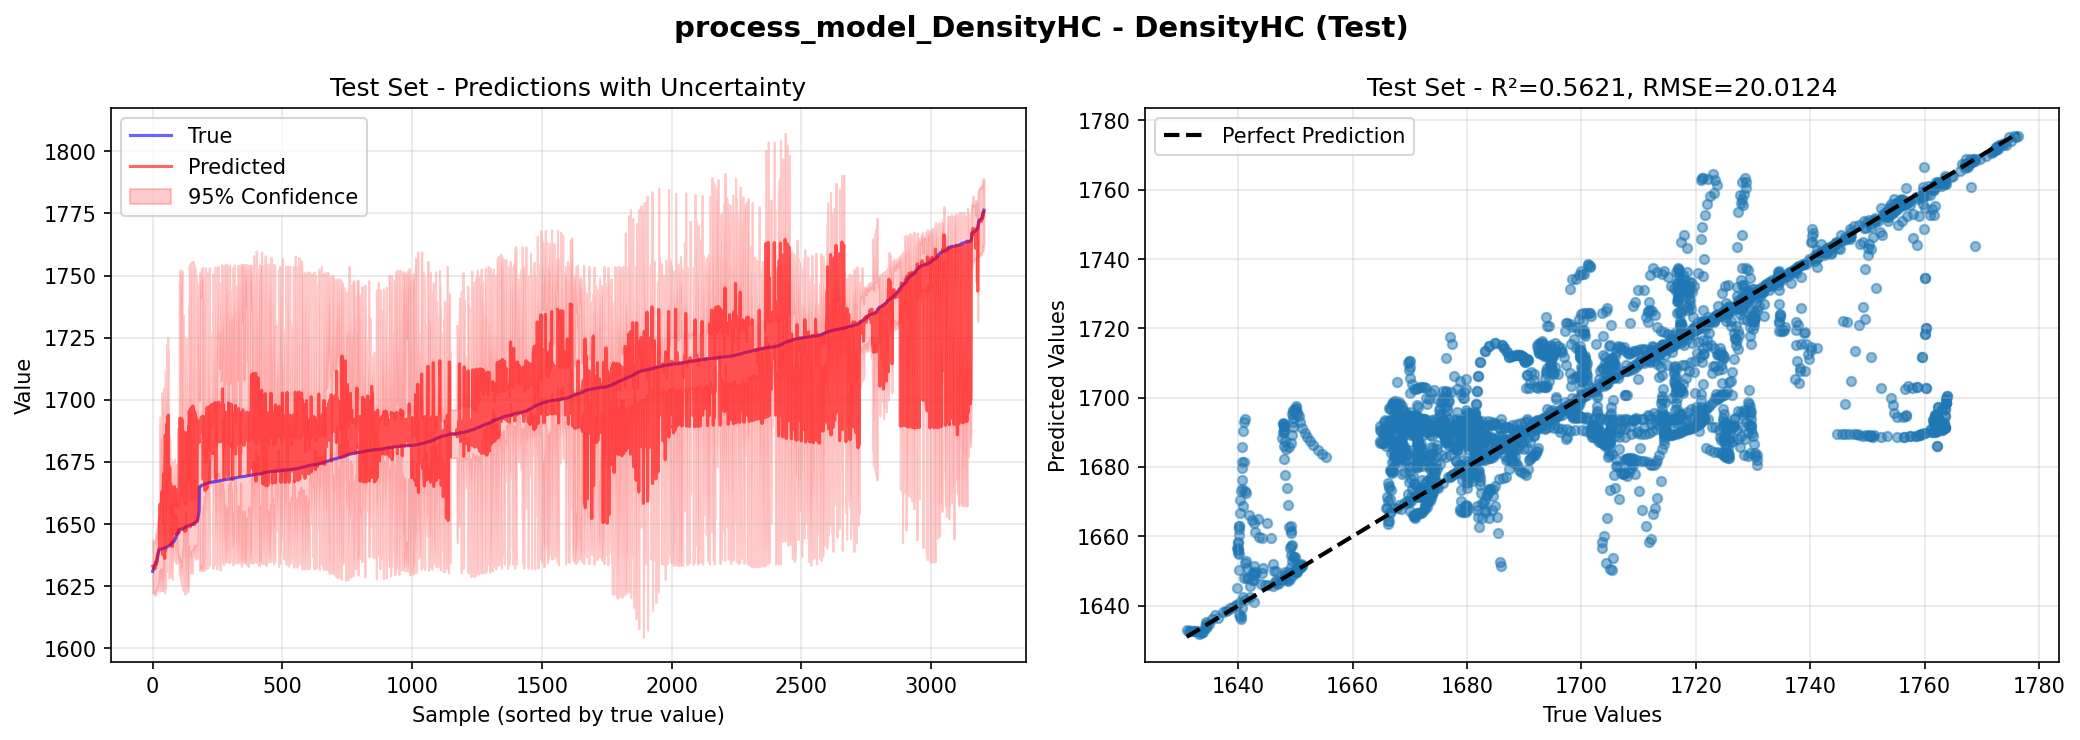 process_model_DensityHC - DensityHC (Test)
Test Set - Predictions with Uncertainty
True
Predicted
95% Confidence
1800
1775
1750
1725
1700
1675
1650
1625
1600
Value
0
500
1000
1500
2000
2500
3000
Sample (sorted by true value)
Test Set - R²=0.5621, RMSE=20.0124
Perfect Prediction
1780
1760
1740
1720
1700
1680
1660
1640
Predicted Values
1640
1660
1680
1700
1720
1740
1760
1780
True Values